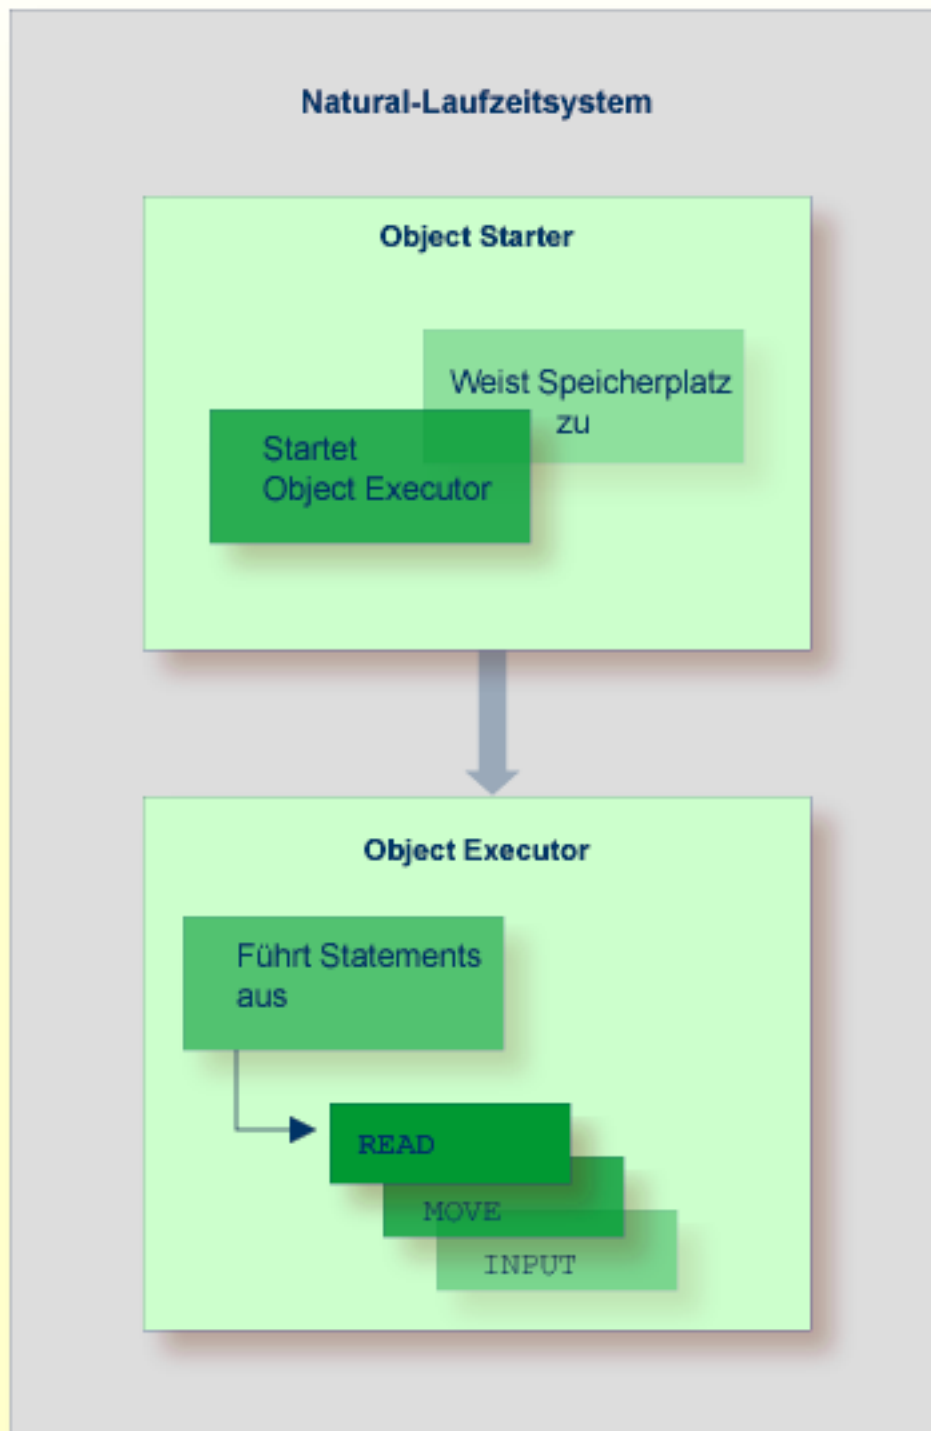 Natural-Laufzeitsystem
Object Starter
Weist Speicherplatz
zu
Startet
Object Executor
Object Executor
Führt Statements
aus
READ
MOVE
INPUT